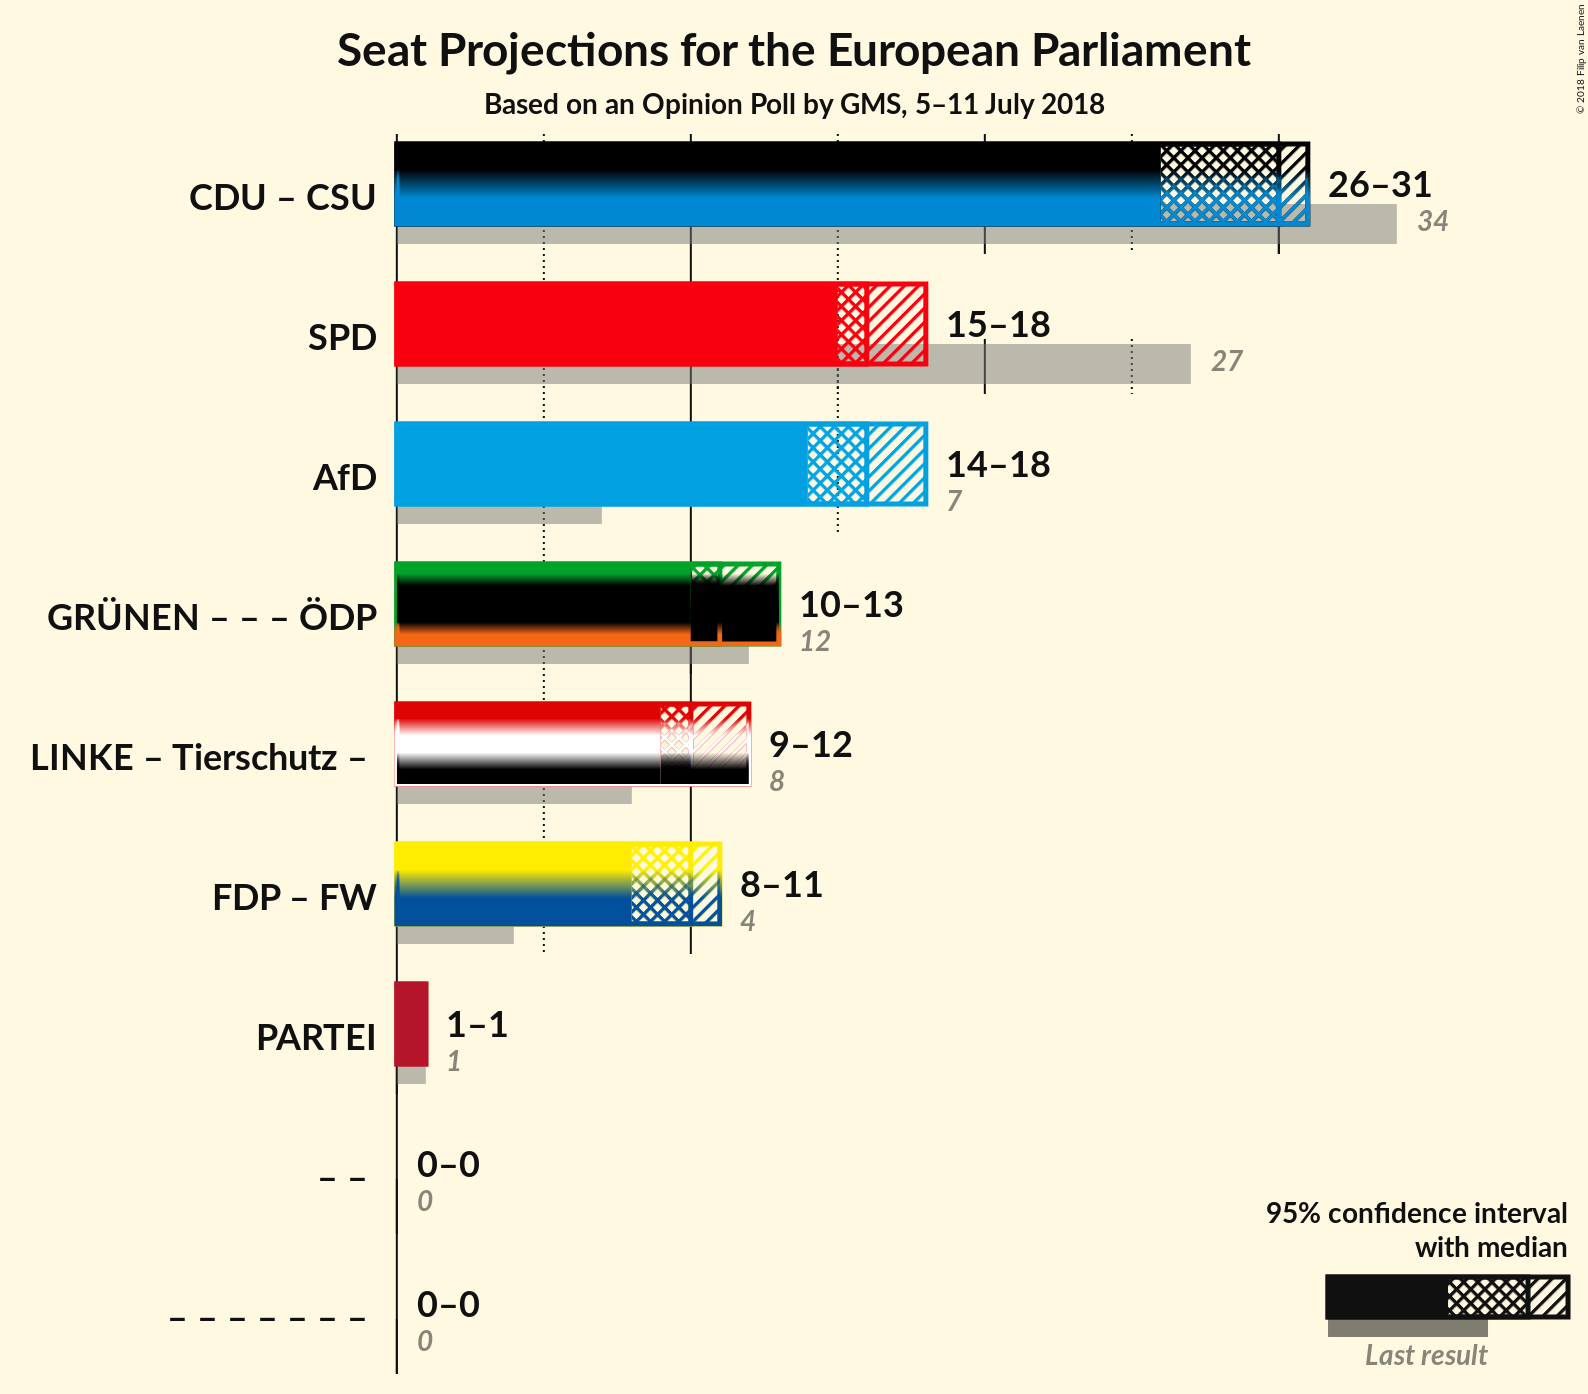 Seat Projections for the European Parliament
Based on an Opinion Poll by GMS, 5–11 July 2018
© 2018 Filip van Laenen
CDU – CSU
26–31
34
SPD
15–18
27
AfD
14–18
7
GRÜNEN – – – ÖDP
10–13
12
LINKE – Tierschutz –
9–12
8
FDP – FW
8–11
4
PARTEI
1–1
1
– –
0–0
0
– – – – – – –
0–0
0
95% confidence interval
with median
Last result